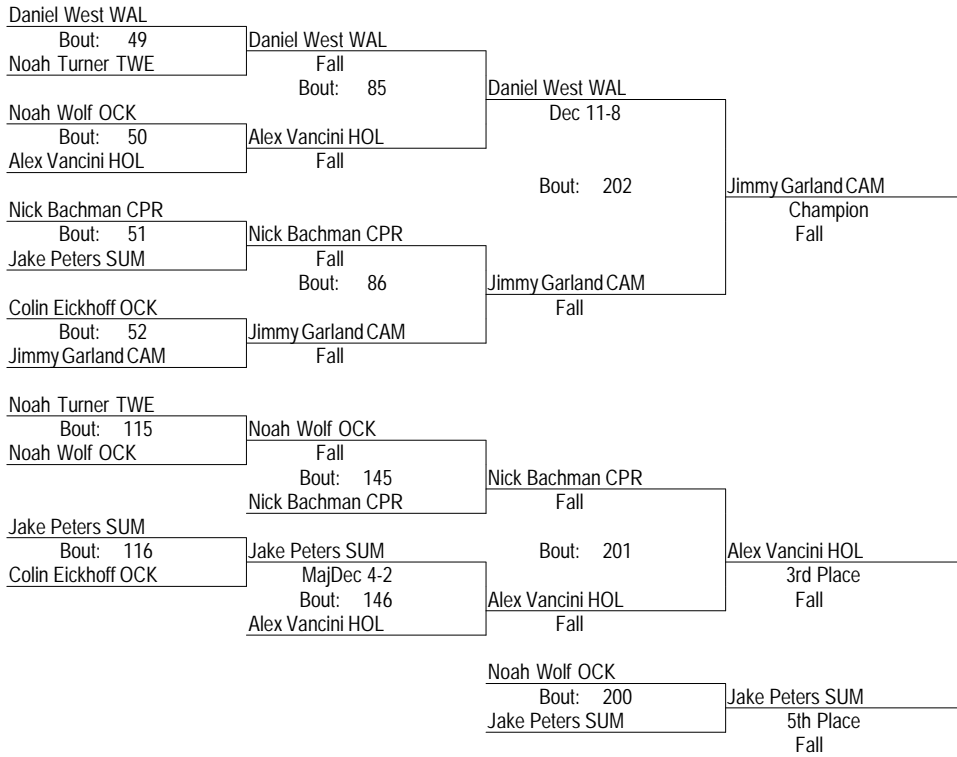 Daniel West WAL
Bout: 49
Daniel West WAL
Noah Turner TWE
Fall
Bout: 85
Daniel West WAL
Noah Wolf OCK
Dec 11-8
Bout: 50
Alex Vancini HOL
Alex Vancini HOL
Fall
Bout: 202
Jimmy Garland CAM
Nick Bachman CPR
Champion
Bout: 51
Nick Bachman CPR
Fall
Jake Peters SUM
Fall
Bout: 86
Jimmy Garland CAM
Colin Eickhoff OCK
Fall
Bout: 52
Jimmy Garland CAM
Jimmy Garland CAM
Fall
Noah Turner TWE
Bout: 115
Noah Wolf OCK
Noah Wolf OCK
Fall
Bout: 145
Nick Bachman CPR
Nick Bachman CPR
Fall
Jake Peters SUM
Bout: 116
Jake Peters SUM
Bout: 201
Alex Vancini HOL
Colin Eickhoff OCK
MajDec 4-2
3rd Place
Bout: 146
Alex Vancini HOL
Fall
Alex Vancini HOL
Fall
Noah Wolf OCK
Bout: 200
Jake Peters SUM
Jake Peters SUM
5th Place
Fall